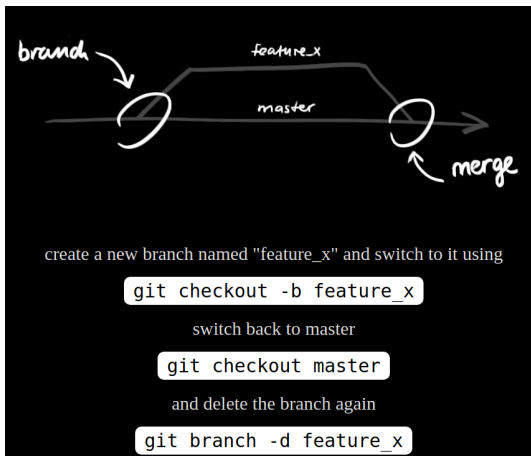 branch
feature_x
master
merge
create a new branch named "feature_x" and switch to it using
git checkout -b feature_x
switch back to master
git checkout master
and delete the branch again
git branch -d feature_x